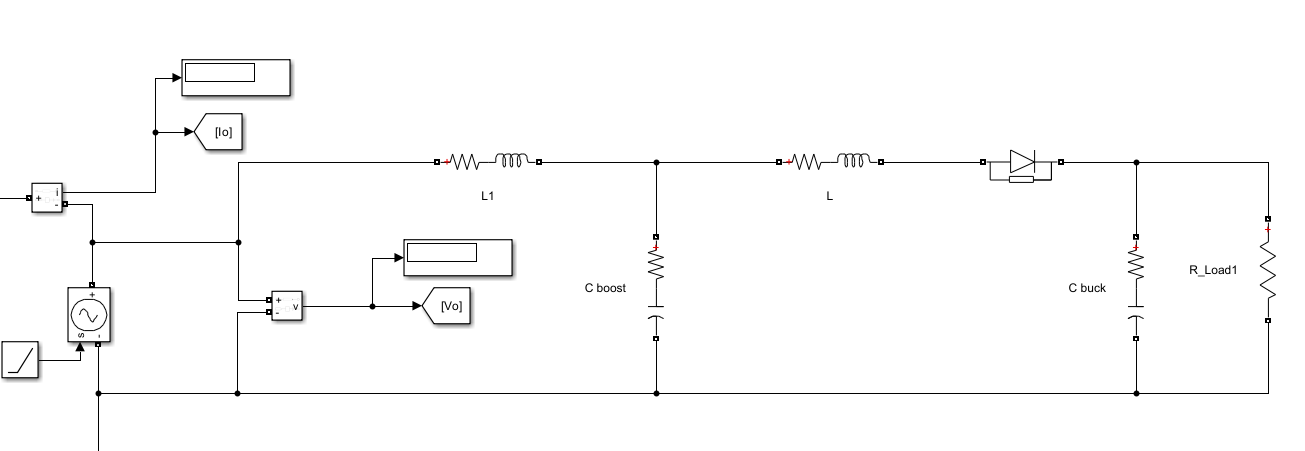 [Io]
i
+
-
L1
L
+
s
-
+
-
v
[Vo]
C boost
C buck
R_Load1